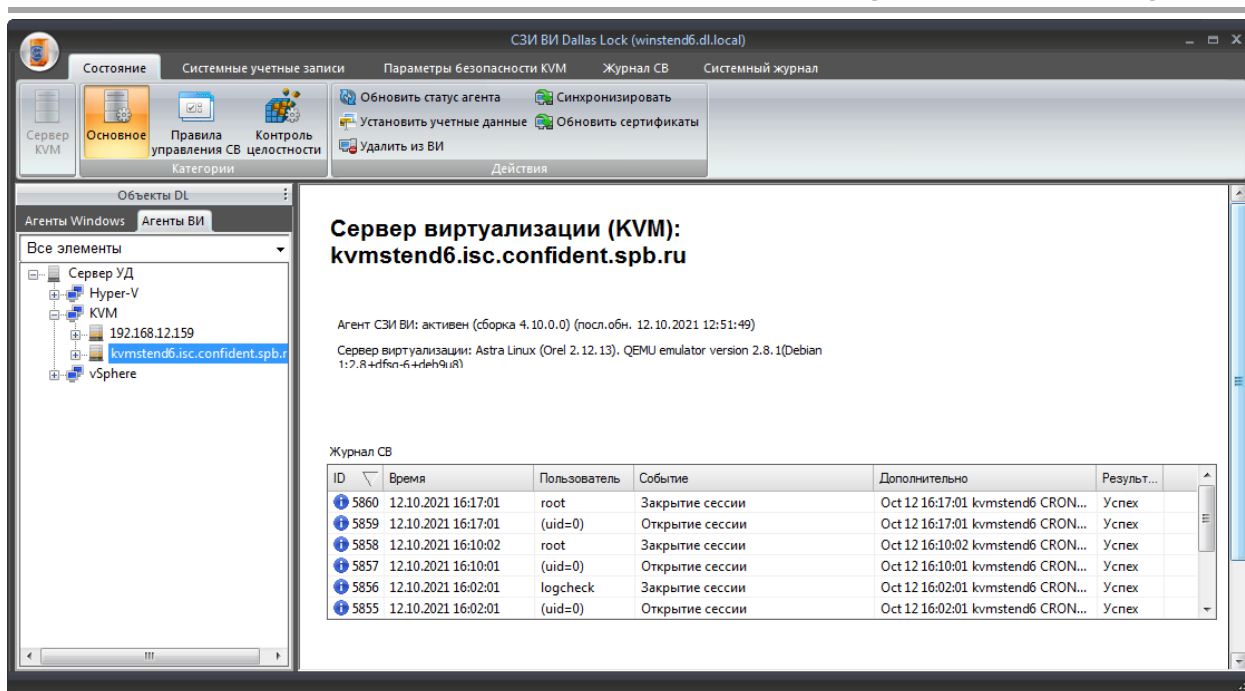 СЗИ ВИ Dallas Lock (winstend6.dl.local)
Состояние Системные учетные записи Параметры безопасности KVM Журнал СВ Системный журнал
Сервер KVM
Основное
Правила управления СВ
Контроль целостности
Категории
Обновить статус агента Синхронизировать
Установить учетные данные Обновить сертификаты
Удалить из ВИ
Действия
Объекты DL
Агенты Windows Агенты ВИ
Все элементы
Сервер УД
Hyper-V
KVM
192.168.12.159
kvmstend6.isc.confident.spb.r
vSphere
Сервер виртуализации (KVM):
kvmstend6.isc.confident.spb.ru
Агент СЗИ ВИ: активен (сборка 4.10.0.0) (посл.обн. 12.10.2021 12:51:49)
Сервер виртуализации: Astra Linux (Orel 2.12.13). QEMU emulator version 2.8.1(Debian
1:2.8+dfsg-6+deb9u8)
Журнал СВ
ID Время Пользователь Событие Дополнительно Результ...
5860 12.10.2021 16:17:01 root Закрытие сессии Oct 12 16:17:01 kvmstend6 CRON... Успех
5859 12.10.2021 16:17:01 (uid=0) Открытие сессии Oct 12 16:17:01 kvmstend6 CRON... Успех
5858 12.10.2021 16:10:02 root Закрытие сессии Oct 12 16:10:02 kvmstend6 CRON... Успех
5857 12.10.2021 16:10:01 (uid=0) Открытие сессии Oct 12 16:10:01 kvmstend6 CRON... Успех
5856 12.10.2021 16:02:01 logcheck Закрытие сессии Oct 12 16:02:01 kvmstend6 CRON... Успех
5855 12.10.2021 16:02:01 (uid=0) Открытие сессии Oct 12 16:02:01 kvmstend6 CRON... Успех